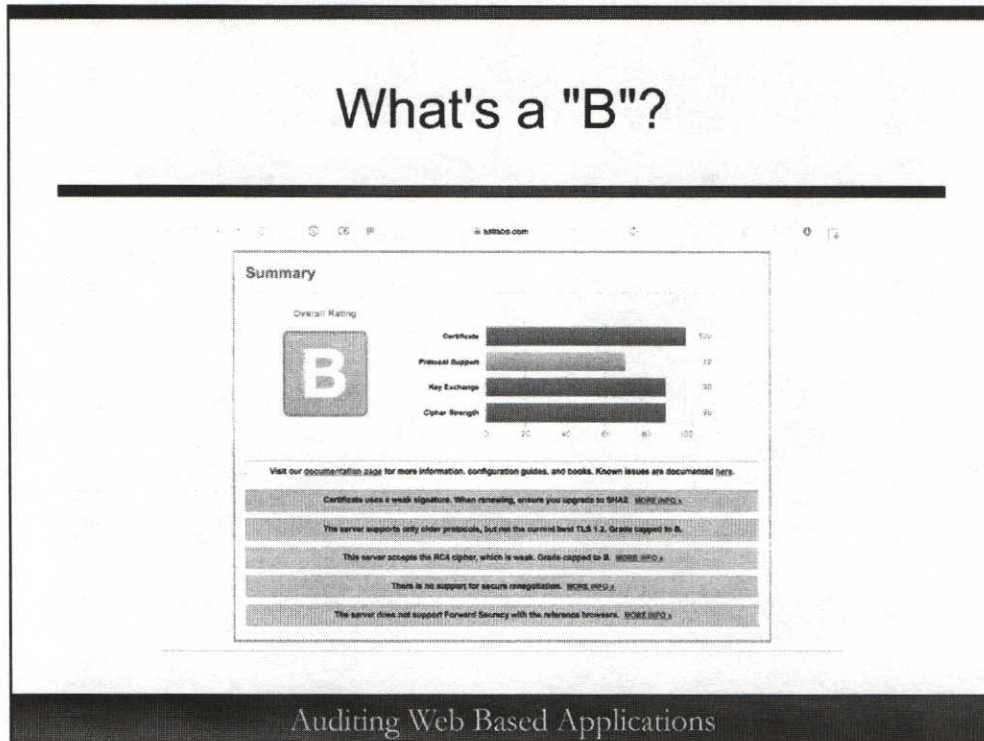 What's a "B"?
Summary
Overall Rating
B
Certificate
Protocol Support
Key Exchange
Cipher Strength
100
70
90
90
0 20 40 60 80 100
Visit our documentation page for more information, configuration guides, and books. Known issues are documented here.
Certificate uses a weak signature. When renewing, ensure you upgrade to SHA2. MORE INFO »
The server supports only older protocols, but not the current best TLS 1.2. Grade capped to B.
This server accepts the RC4 cipher, which is weak. Grade capped to B. MORE INFO »
There is no support for secure renegotiation. MORE INFO »
The server does not support Forward Secrecy with the reference browsers. MORE INFO »
Auditing Web Based Applications